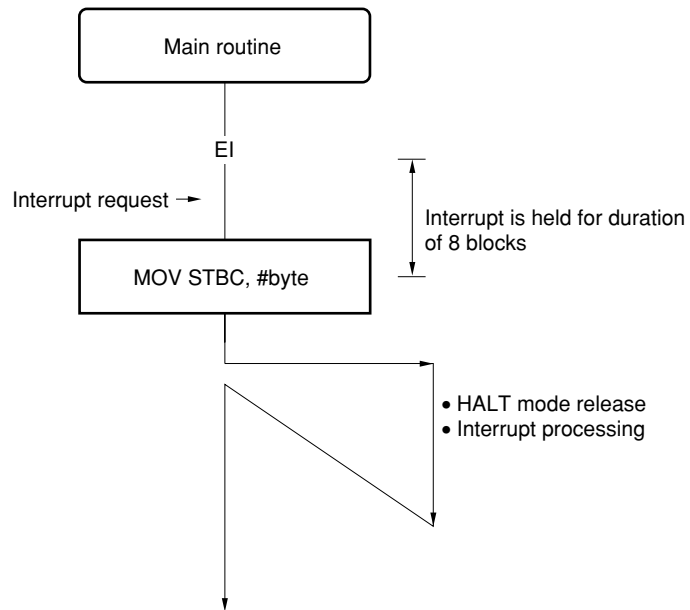 Main routine
EI
Interrupt request
Interrupt is held for duration
of 8 blocks
MOV STBC, #byte
• HALT mode release
• Interrupt processing